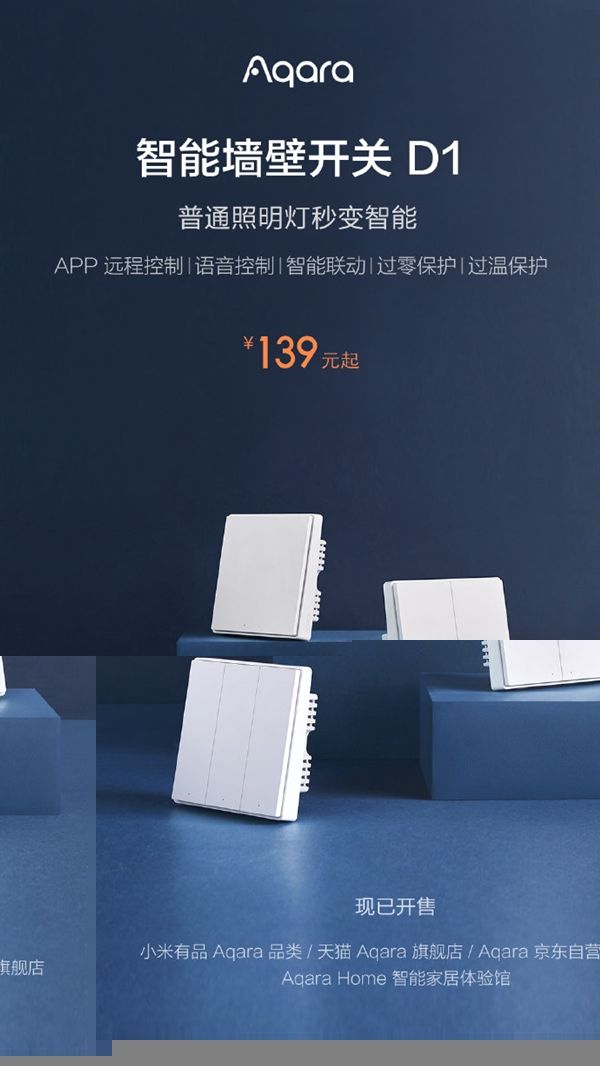 Aqara
智能墙壁开关 D1
普通照明灯秒变智能
APP 远程控制|语音控制|智能联动|过零保护|过温保护
¥139元起
现已开售
小米有品 Aqara 品类 / 天猫 Aqara 旗舰店 / Aqara 京东自营
旗舰店
Aqara Home 智能家居体验馆